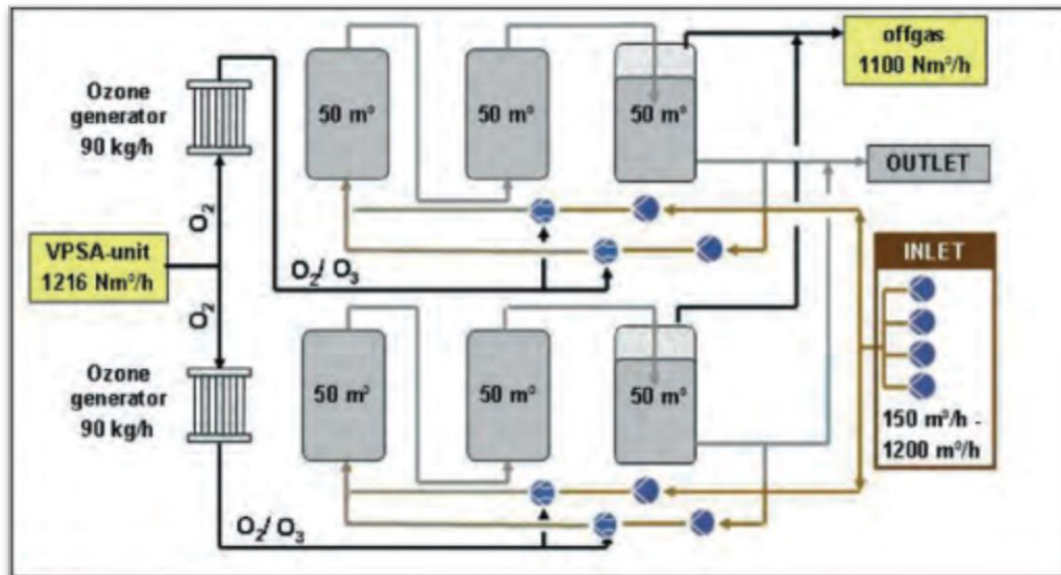 offgas
1100 Nm³/h
Ozone
generator
90 kg/h
50 m³
50 m³
50 m³
OUTLET
O₂
VPSA-unit
1216 Nm³/h
O₂/ O₃
INLET
O₂
Ozone
generator
90 kg/h
50 m³
50 m³
50 m³
150 m³/h -
1200 m³/h
O₂/ O₃